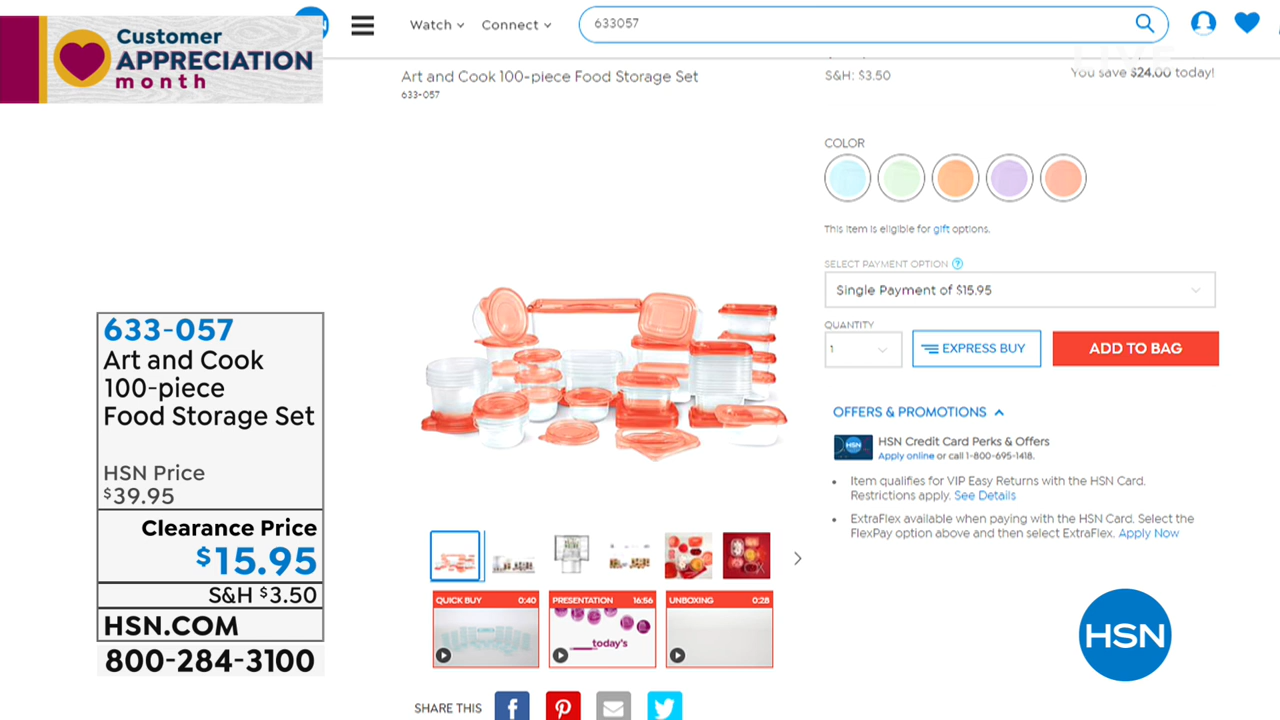 Customer
APPRECIATION
month
Watch
Connect
633057
LIVE
Art and Cook 100-piece Food Storage Set
633-057
S&H: $3.50
You save $24.00 today!
COLOR
This item is eligible for gift options.
SELECT PAYMENT OPTION ?
Single Payment of $15.95
QUANTITY
1
EXPRESS BUY
ADD TO BAG
OFFERS & PROMOTIONS
HSN
HSN Credit Card Perks & Offers
Apply online or call 1-800-695-1418.
• Item qualifies for VIP Easy Returns with the HSN Card.
Restrictions apply. See Details
• ExtraFlex available when paying with the HSN Card. Select the
FlexPay option above and then select ExtraFlex. Apply Now
633-057
Art and Cook
100-piece
Food Storage Set
HSN Price
$39.95
Clearance Price
$15.95
S&H $3.50
HSN.COM
800-284-3100
QUICK BUY 0:40
PRESENTATION 16:56
today's
UNBOXING 0:28
SHARE THIS
HSN